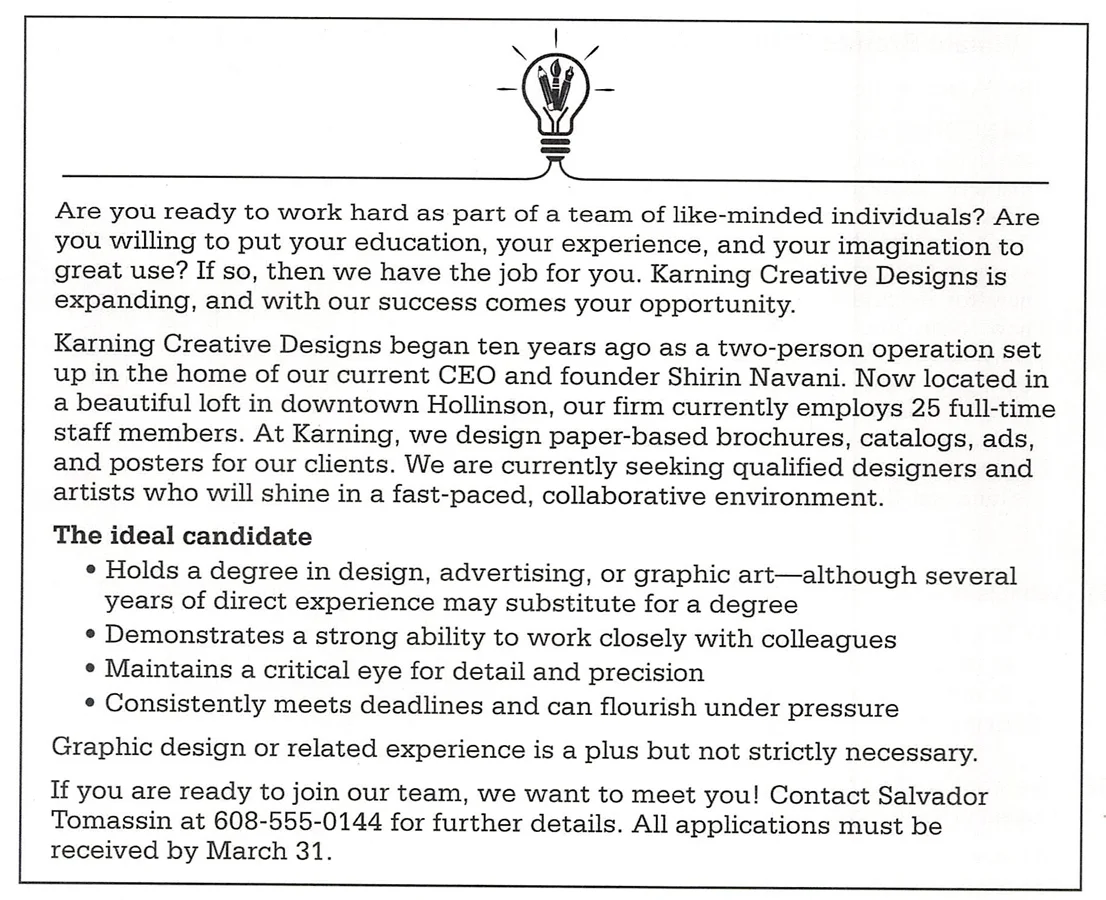 Are you ready to work hard as part of a team of like-minded individuals? Are
you willing to put your education, your experience, and your imagination to
great use? If so, then we have the job for you. Karning Creative Designs is
expanding, and with our success comes your opportunity.
Karning Creative Designs began ten years ago as a two-person operation set
up in the home of our current CEO and founder Shirin Navani. Now located in
a beautiful loft in downtown Hollinson, our firm currently employs 25 full-time
staff members. At Karning, we design paper-based brochures, catalogs, ads,
and posters for our clients. We are currently seeking qualified designers and
artists who will shine in a fast-paced, collaborative environment.
The ideal candidate
• Holds a degree in design, advertising, or graphic art—although several
years of direct experience may substitute for a degree
• Demonstrates a strong ability to work closely with colleagues
• Maintains a critical eye for detail and precision
• Consistently meets deadlines and can flourish under pressure
Graphic design or related experience is a plus but not strictly necessary.
If you are ready to join our team, we want to meet you! Contact Salvador
Tomassin at 608-555-0144 for further details. All applications must be
received by March 31.